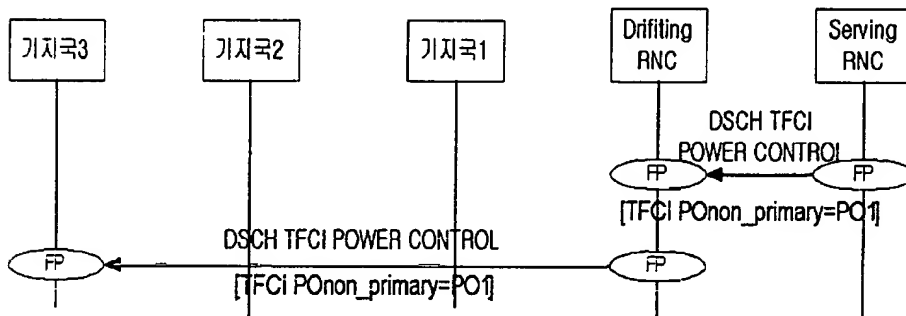 기지국3
기지국2
기지국1
Drifiting
RNC
Serving
RNC
DSCH TFCI
POWER CONTROL
FP
FP
[TFCI POnon_primary=PO1]
DSCH TFCI POWER CONTROL
FP
FP
[TFCi POnon_primary=PO1]